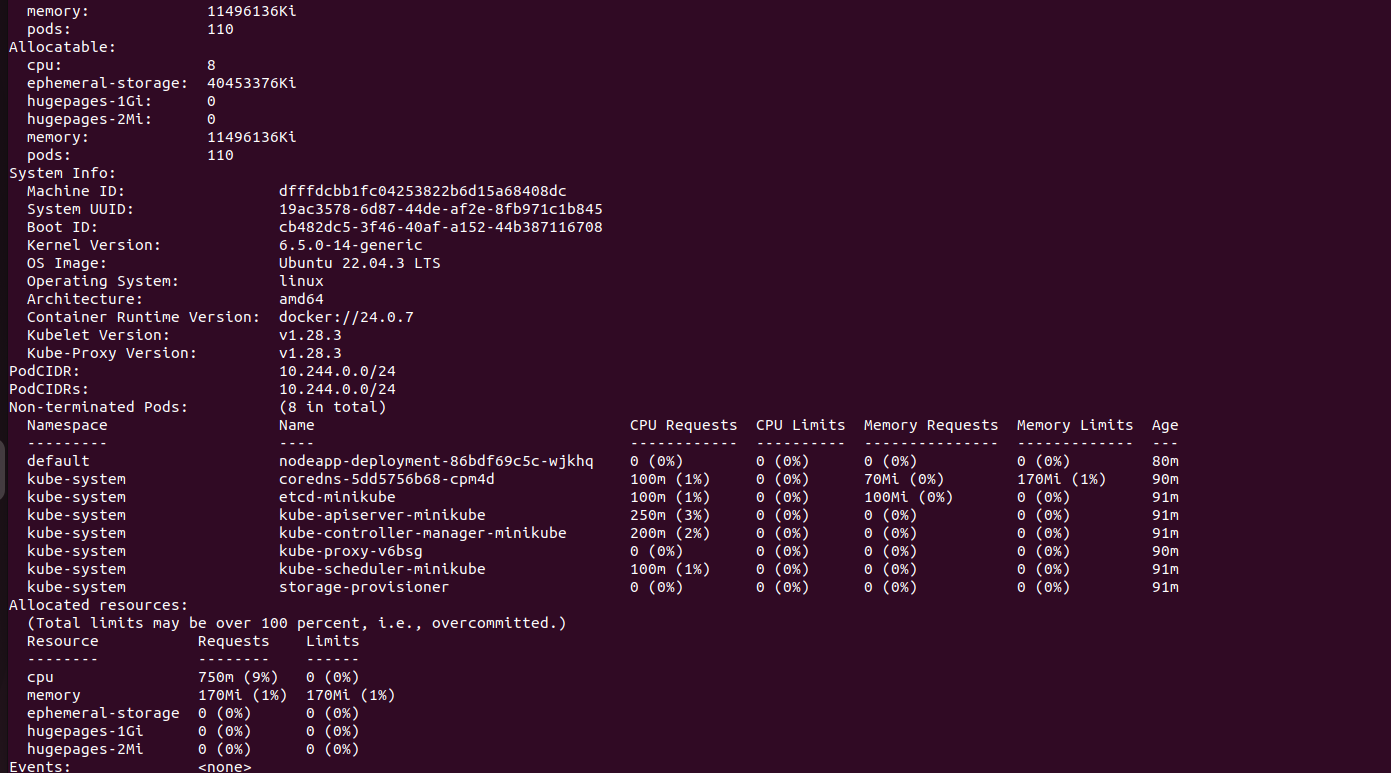 memory:             11496136Ki
  pods:               110
Allocatable:
  cpu:                8
  ephemeral-storage:  40453376Ki
  hugepages-1Gi:      0
  hugepages-2Mi:      0
  memory:             11496136Ki
  pods:               110
System Info:
  Machine ID:                 dfffdcbb1fc04253822b6d15a68408dc
  System UUID:                19ac3578-6d87-44de-af2e-8fb971c1b845
  Boot ID:                    cb482dc5-3f46-40af-a152-44b387116708
  Kernel Version:             6.5.0-14-generic
  OS Image:                   Ubuntu 22.04.3 LTS
  Operating System:           linux
  Architecture:               amd64
  Container Runtime Version:  docker://24.0.7
  Kubelet Version:            v1.28.3
  Kube-Proxy Version:         v1.28.3
PodCIDR:                      10.244.0.0/24
PodCIDRs:                     10.244.0.0/24
Non-terminated Pods:          (8 in total)
  Namespace                   Name                                   CPU Requests  CPU Limits  Memory Requests  Memory Limits  Age
  ---------                   ----                                   ------------  ----------  ---------------  -------------  ---
  default                     nodeapp-deployment-86bdf69c5c-wjkhq    0 (0%)        0 (0%)      0 (0%)           0 (0%)         80m
  kube-system                 coredns-5dd5756b68-cpm4d               100m (1%)     0 (0%)      70Mi (0%)        170Mi (1%)     90m
  kube-system                 etcd-minikube                          100m (1%)     0 (0%)      100Mi (0%)       0 (0%)         91m
  kube-system                 kube-apiserver-minikube                250m (3%)     0 (0%)      0 (0%)           0 (0%)         91m
  kube-system                 kube-controller-manager-minikube       200m (2%)     0 (0%)      0 (0%)           0 (0%)         91m
  kube-system                 kube-proxy-v6bsg                       0 (0%)        0 (0%)      0 (0%)           0 (0%)         90m
  kube-system                 kube-scheduler-minikube                100m (1%)     0 (0%)      0 (0%)           0 (0%)         91m
  kube-system                 storage-provisioner                    0 (0%)        0 (0%)      0 (0%)           0 (0%)         91m
Allocated resources:
  (Total limits may be over 100 percent, i.e., overcommitted.)
  Resource           Requests    Limits
  --------           --------    ------
  cpu                750m (9%)   0 (0%)
  memory             170Mi (1%)  170Mi (1%)
  ephemeral-storage  0 (0%)      0 (0%)
  hugepages-1Gi      0 (0%)      0 (0%)
  hugepages-2Mi      0 (0%)      0 (0%)
Events:              <none>